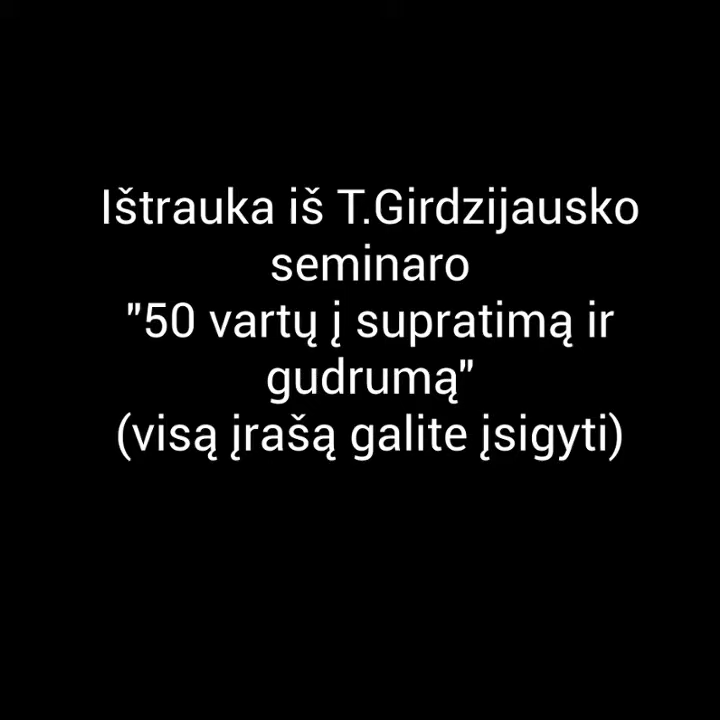 Ištrauka iš T.Girdzijausko
seminaro
"50 vartų į supratimą ir
gudrumą"
(visą įrašą galite įsigyti)